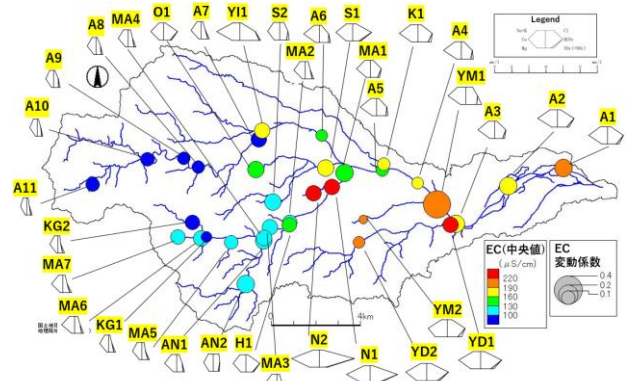 A8
MA4
O1
A7
YI1
S2
A6
S1
K1
A4
MA2
MA1
YM1
A9
A5
A3
A2
A1
A10
A11
KG2
MA7
MA6
KG1
MA5
AN1
AN2
H1
MA3
N2
N1
YD2
YM2
YD1
Legend
Cl
Ca
Mg
0
4km
EC(中央値)
(μS/cm)
220
190
160
130
100
EC
変動係数
0.4
0.2
0.1